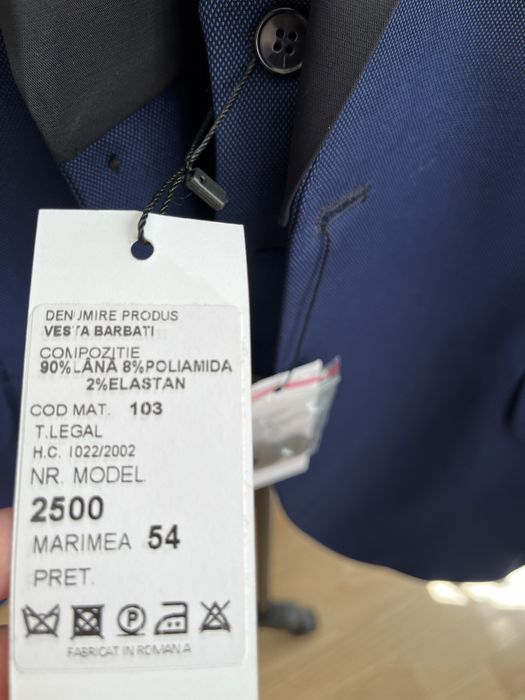 DENUMIRE PRODUS
VESTA BARBATI
COMPOZITIE
90%LÂNĂ 8%POLIAMIDA
2%ELASTAN
COD MAT. 103
T.LEGAL
H.C. 1022/2002
NR. MODEL
2500
MARIMEA 54
PRET.
P
FABRICAT IN ROMANIA